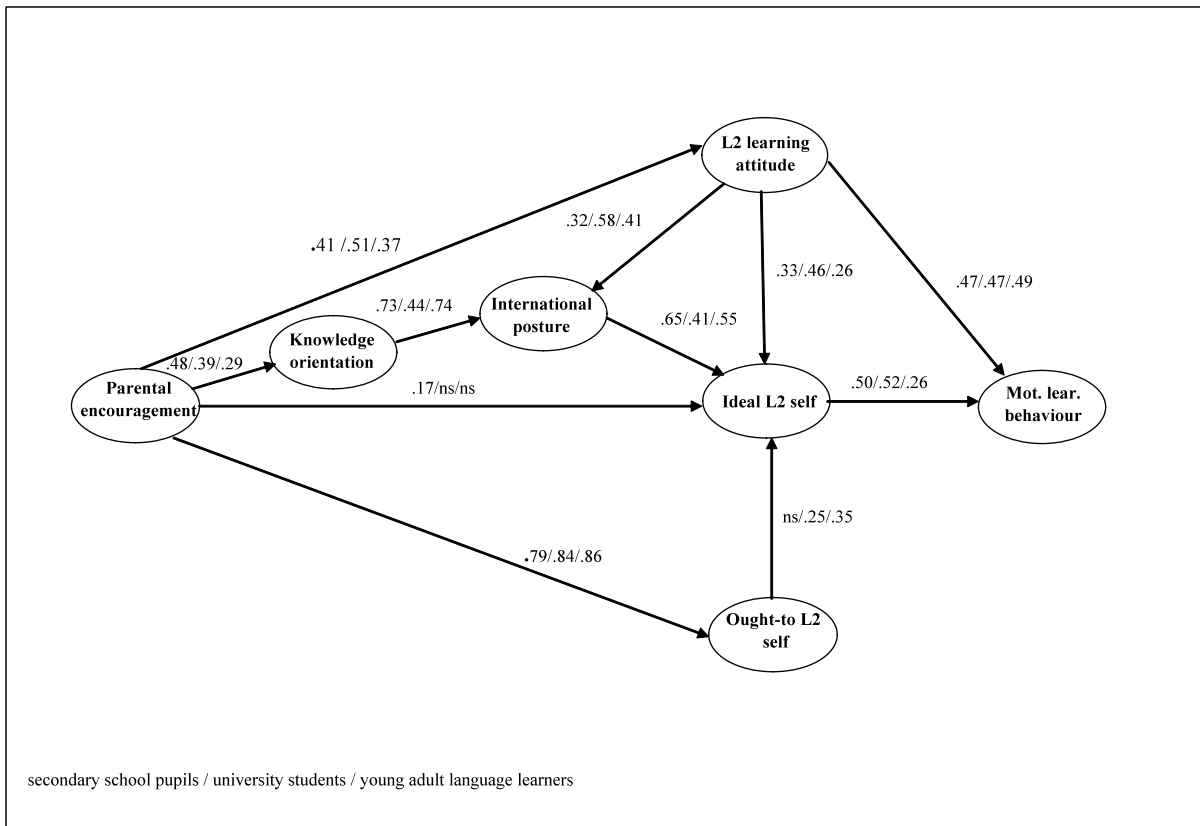 L2 learning
attitude
.32/.58/.41
.41 /.51/.37
.33/.46/.26
.47/.47/.49
International
posture
.73/.44/.74
.65/.41/.55
Knowledge
orientation
.48/.39/.29
Parental
encouragement
.17/ns/ns
Ideal L2 self
.50/.52/.26
Mot. lear.
behaviour
ns/.25/.35
.79/.84/.86
Ought-to L2
self
secondary school pupils / university students / young adult language learners